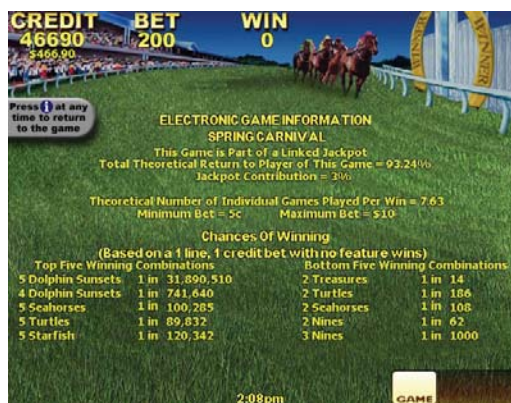 CREDIT BET WIN
46690 200 0
$466.90
WINNER
WINNER
Press i at any
time to return
to the game
ELECTRONIC GAME INFORMATION
SPRING CARNIVAL
This Game is Part of a Linked Jackpot
Total Theoretical Return to Player of This Game = 93.24%
Jackpot Contribution = 3%
Theoretical Number of Individual Games Played Per Win = 7.63
Minimum Bet = 5c Maximum Bet = $10
Chances Of Winning
(Based on a 1 line, 1 credit bet with no feature wins)
Top Five Winning Combinations Bottom Five Winning Combinations
5 Dolphin Sunsets 1 in 31,890,510 2 Treasures 1 in 14
4 Dolphin Sunsets 1 in 741,640 2 Turtles 1 in 186
5 Seahorses 1 in 100,285 2 Seahorses 1 in 108
5 Turtles 1 in 89,832 2 Nines 1 in 62
5 Starfish 1 in 120,342 3 Nines 1 in 1000
2:08pm GAME